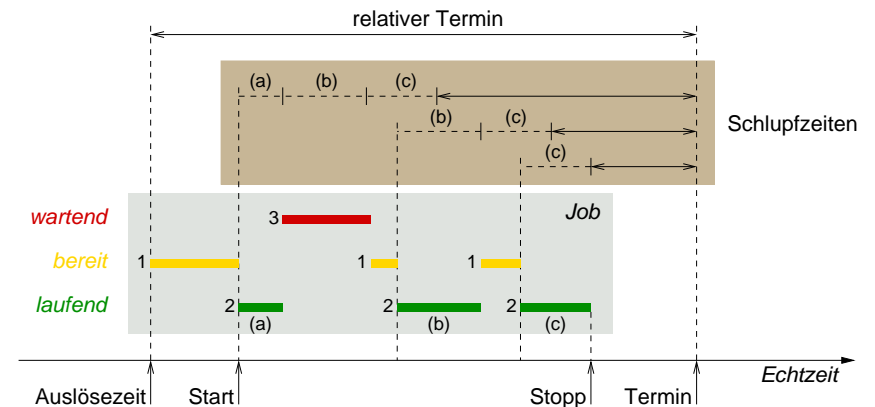 relativer Termin
(a) (b) (c)
(b) (c)
Schlupfzeiten
(c)
wartend 3 Job
bereit 1 1 1
laufend 2 2 2
(a) (b) (c)
Echtzeit
Auslösezeit Start Stopp Termin